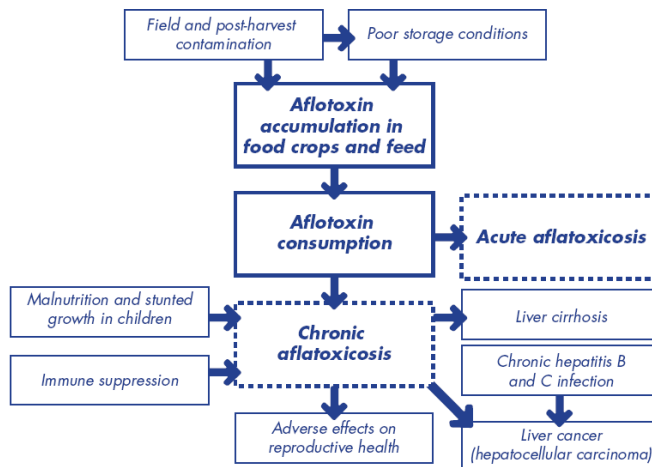 Field and post-harvest
contamination
Poor storage conditions
Aflotoxin
accumulation in
food crops and feed
Aflotoxin
consumption
Acute aflatoxicosis
Malnutrition and stunted
growth in children
Chronic
aflatoxicosis
Liver cirrhosis
Immune suppression
Chronic hepatitis B
and C infection
Adverse effects on
reproductive health
Liver cancer
(hepatocellular carcinoma)